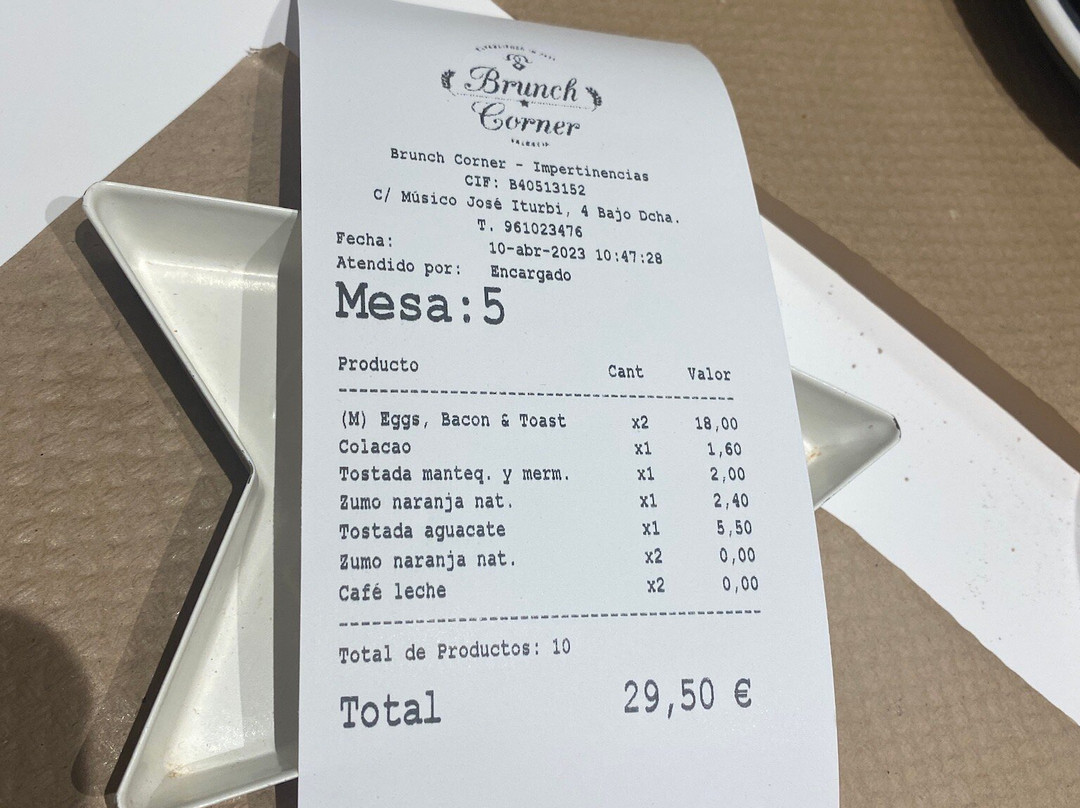 Brunch
Corner
VALENCIA
Brunch Corner - Impertinencias
CIF: B40513152
C/ Músico José Iturbi, 4 Bajo Dcha.
T. 961023476
Fecha: 10-abr-2023 10:47:28
Atendido por: Encargado
Mesa:5
Producto Cant Valor
(M) Eggs, Bacon & Toast x2 18,00
Colacao x1 1,60
Tostada manteq. y merm. x1 2,00
Zumo naranja nat. x1 2,40
Tostada aguacate x1 5,50
Zumo naranja nat. x2 0,00
Café leche x2 0,00
Total de Productos: 10
Total 29,50 €